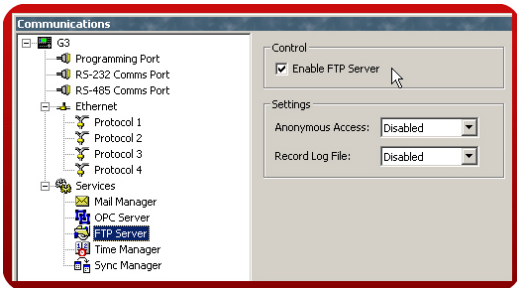 Communications
G3
Programming Port
RS-232 Comms Port
RS-485 Comms Port
Ethernet
Protocol 1
Protocol 2
Protocol 3
Protocol 4
Services
Mail Manager
OPC Server
FTP Server
Time Manager
Sync Manager
Control
Enable FTP Server
Settings
Anonymous Access: Disabled
Record Log File: Disabled